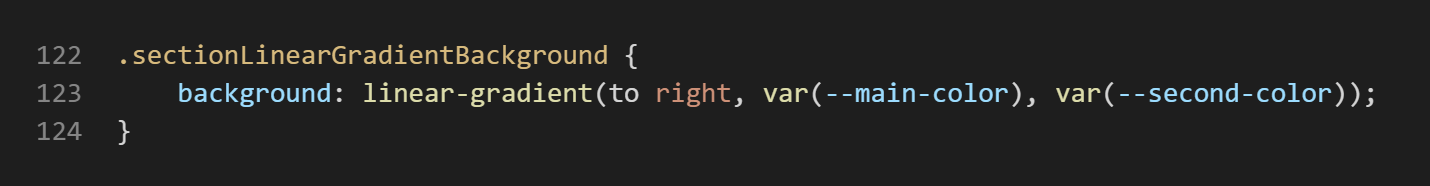 122 .sectionLinearGradientBackground {
123     background: linear-gradient(to right, var(--main-color), var(--second-color));
124 }